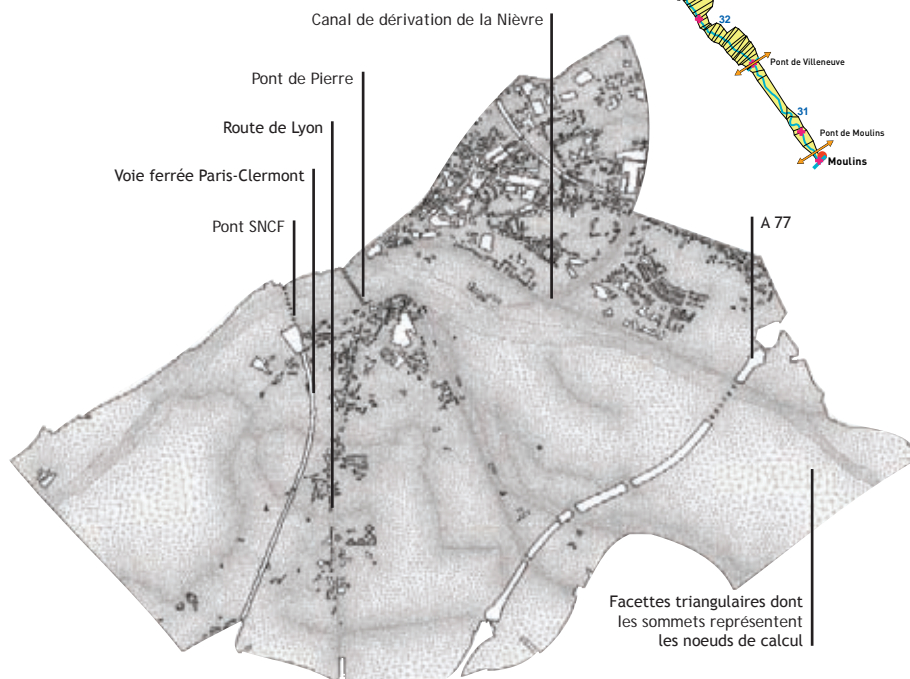 Canal de dérivation de la Nièvre
32
Pont de Villeneuve
Pont de Pierre
31
Route de Lyon
Pont de Moulins
Moulins
Voie ferrée Paris-Clermont
Pont SNCF
A 77
Facettes triangulaires dont
les sommets représentent
les noeuds de calcul